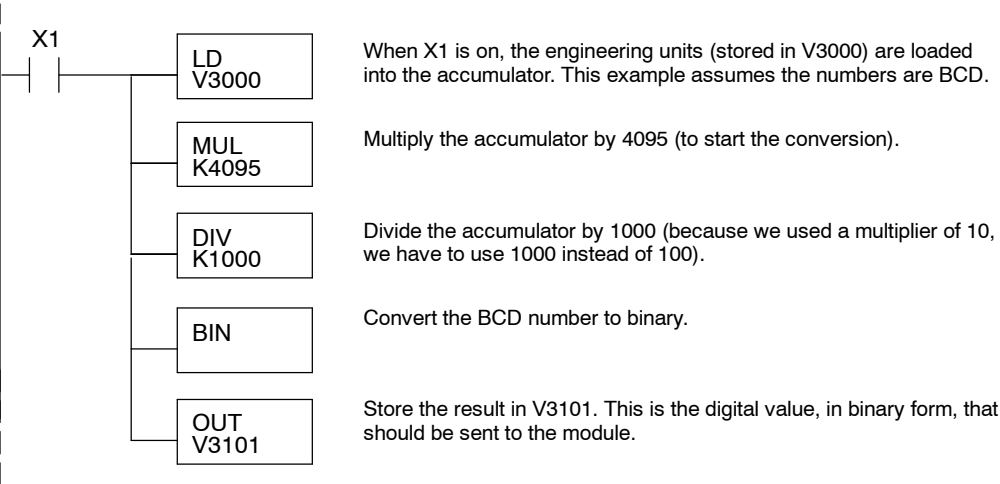 X1
LD
V3000
When X1 is on, the engineering units (stored in V3000) are loaded
into the accumulator. This example assumes the numbers are BCD.
MUL
K4095
Multiply the accumulator by 4095 (to start the conversion).
DIV
K1000
Divide the accumulator by 1000 (because we used a multiplier of 10,
we have to use 1000 instead of 100).
BIN
Convert the BCD number to binary.
OUT
V3101
Store the result in V3101. This is the digital value, in binary form, that
should be sent to the module.